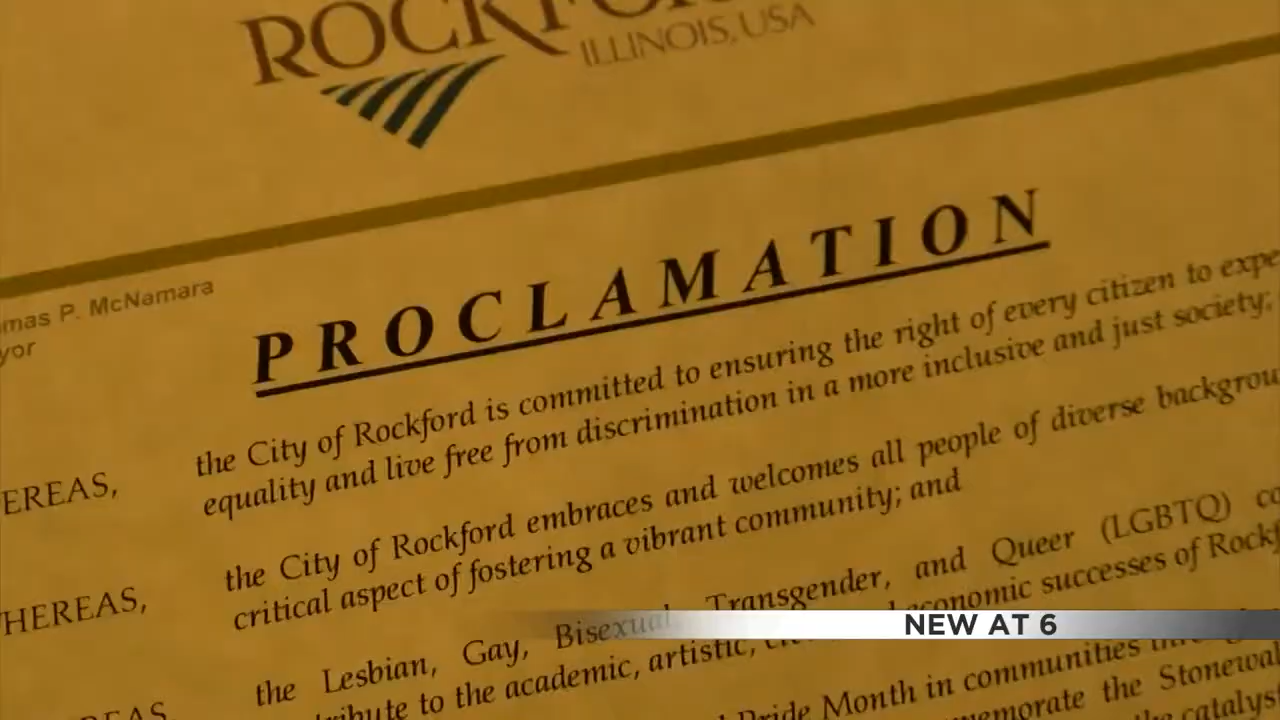 ROCKFOR
ILLINOIS, USA
mas P. McNamara
yor
PROCLAMATION
EREAS,
the City of Rockford is committed to ensuring the right of every citizen to expe
equality and live free from discrimination in a more inclusive and just society;
HEREAS,
the City of Rockford embraces and welcomes all people of diverse backgrou
critical aspect of fostering a vibrant community; and
EREAS,
the Lesbian, Gay, Bisexual, Transgender, and Queer (LGBTQ) co
tribute to the academic, artistic, economic successes of Rockf
Pride Month in communities
memorate the Stonewal
the catalyst
NEW AT 6